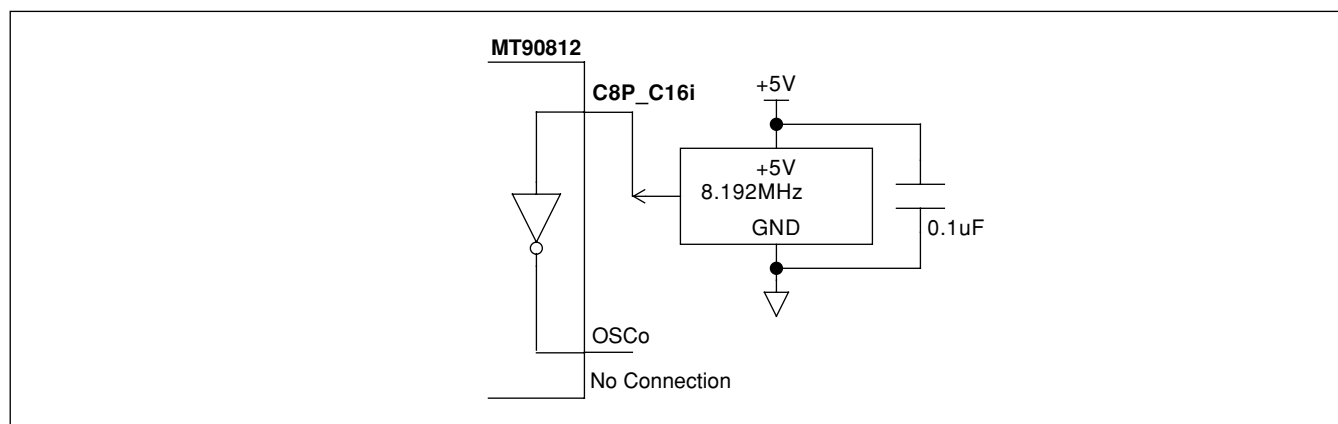 MT90812
C8P_C16i
+5V
+5V
8.192MHz
GND
0.1uF
OSCo
No Connection